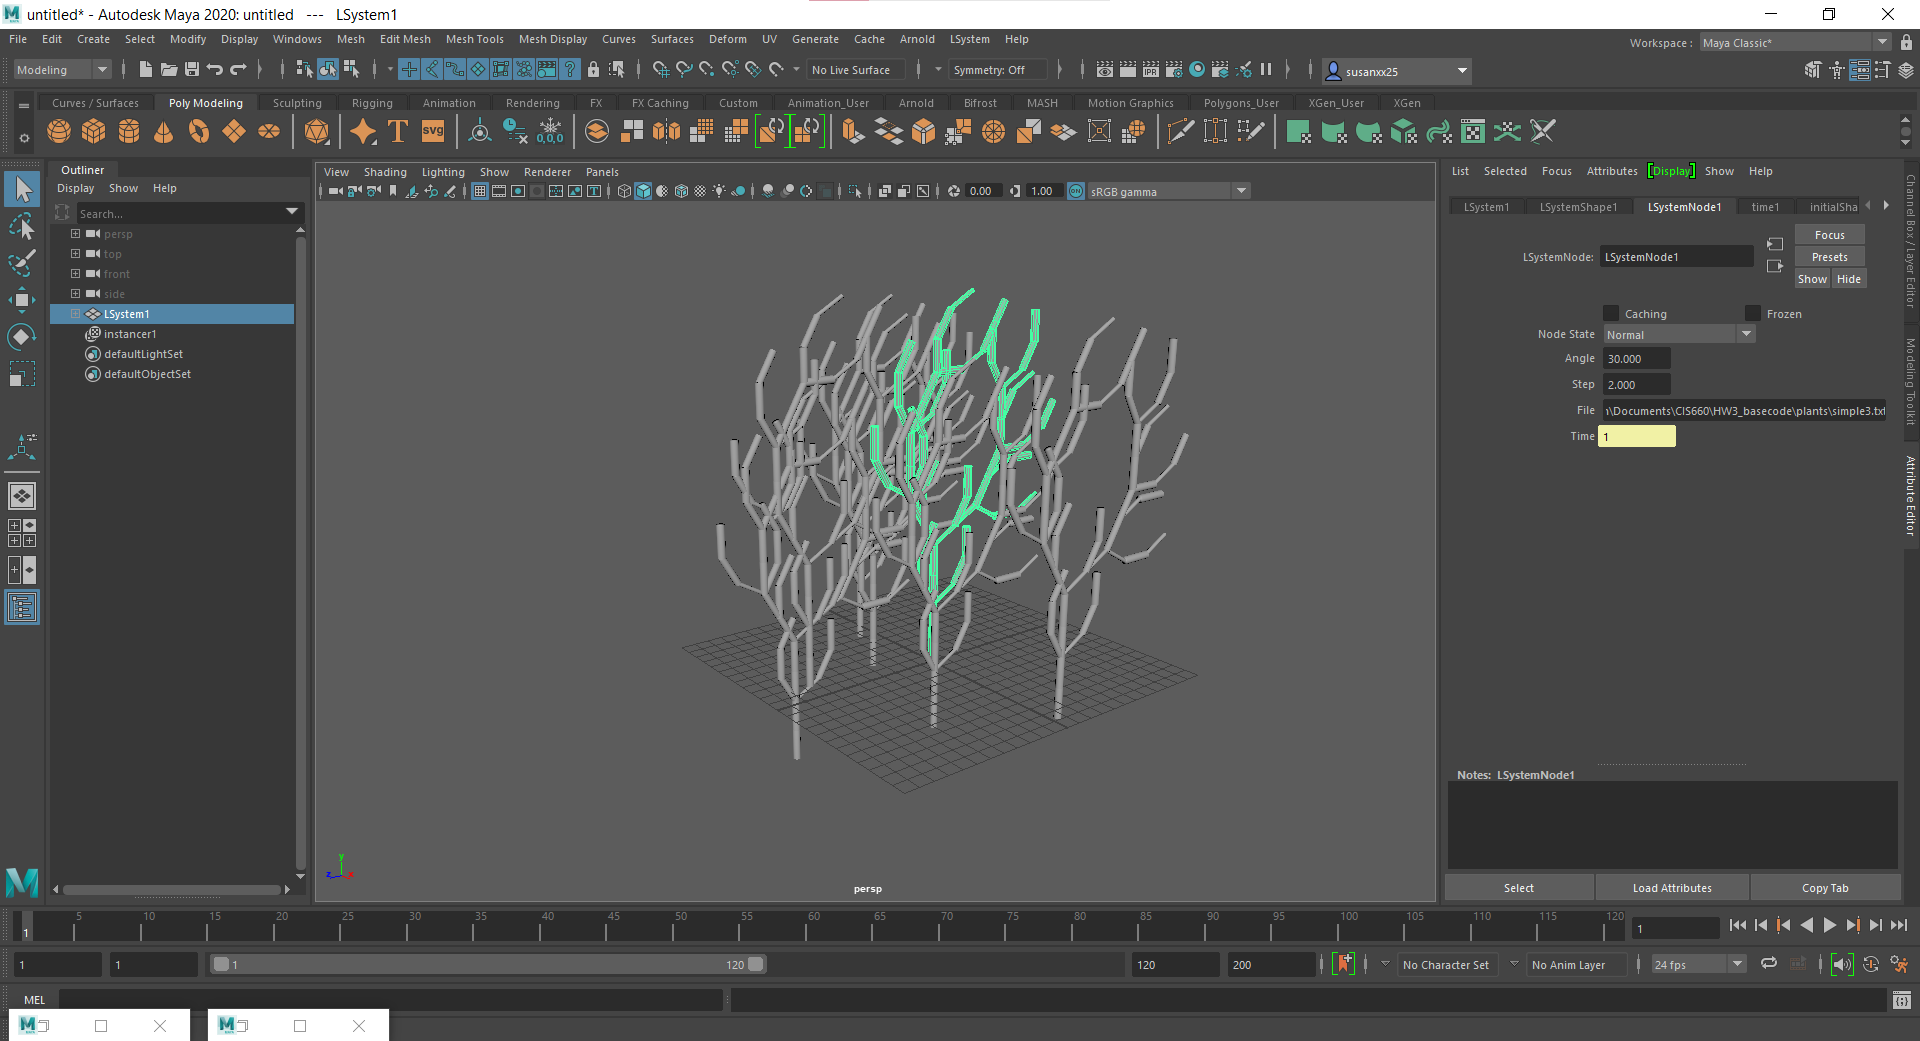 untitled* - Autodesk Maya 2020: untitled   ---   LSystem1
File Edit Create Select Modify Display Windows Mesh Edit Mesh Mesh Tools Mesh Display Curves Surfaces Deform UV Generate Cache Arnold LSystem Help
Workspace : Maya Classic*
Modeling No Live Surface Symmetry: Off susanxx25
Curves / Surfaces Poly Modeling Sculpting Rigging Animation Rendering FX FX Caching Custom Animation_User Arnold Bifrost MASH Motion Graphics Polygons_User XGen_User XGen
T SVG 0,0,0
Outliner
Display Show Help
Search...
persp
top
front
side
LSystem1
instancer1
defaultLightSet
defaultObjectSet
View Shading Lighting Show Renderer Panels
0.00 1.00 ON sRGB gamma
y
z x
persp
List Selected Focus Attributes [Display] Show Help
LSystem1 LSystemShape1 LSystemNode1 time1 initialSha
LSystemNode: LSystemNode1
Focus
Presets
Show Hide
Caching Frozen
Node State Normal
Angle 30.000
Step 2.000
File \Documents\CIS660\HW3_basecode\plants\simple3.txt
Time 1
Notes: LSystemNode1
Select Load Attributes Copy Tab
Channel Box / Layer Editor
Modeling Toolkit
Attribute Editor
5 10 15 20 25 30 35 40 45 50 55 60 65 70 75 80 85 90 95 100 105 110 115 120
1 1
1 1 1 120 120 200 No Character Set No Anim Layer 24 fps
MEL